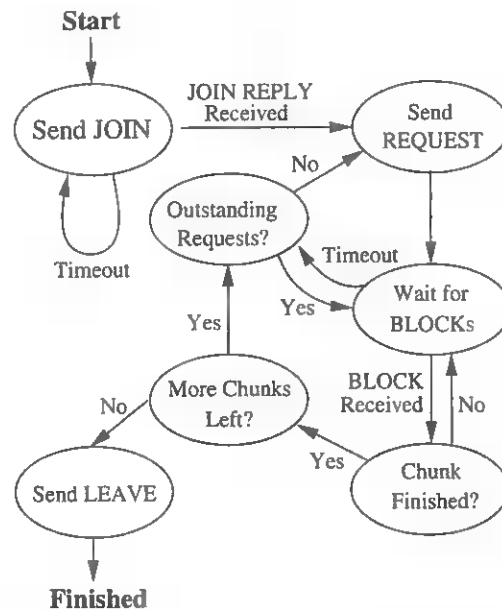 Start
Send JOIN
JOIN REPLY
Received
Send
REQUEST
Timeout
No
Outstanding
Requests?
Timeout
Yes
Wait for
BLOCKs
Yes
BLOCK
Received
No
More Chunks
Left?
No
Yes
Chunk
Finished?
Send LEAVE
Finished